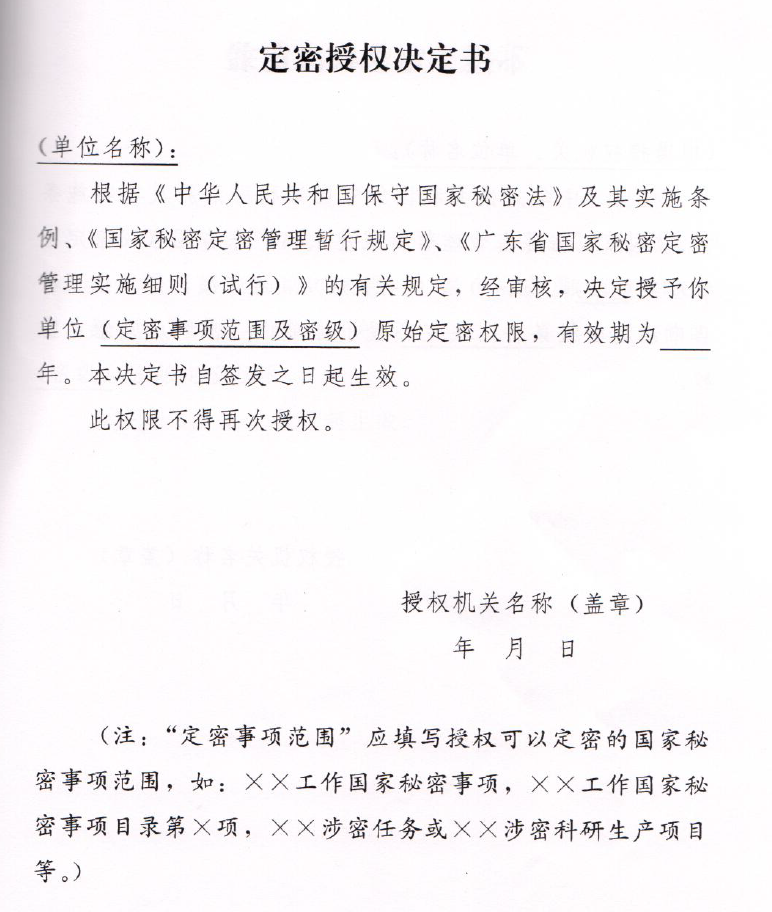 定密授权决定书
(单位名称):
根据《中华人民共和国保守国家秘密法》及其实施条
例、《国家秘密定密管理暂行规定》、《广东省国家秘密定密
管理实施细则(试行)》的有关规定,经审核,决定授予你
单位(定密事项范围及密级)原始定密权限,有效期为____
年。本决定书自签发之日起生效。
此权限不得再次授权。
授权机关名称(盖章)
年 月 日
(注:“定密事项范围”应填写授权可以定密的国家秘
密事项范围,如:××工作国家秘密事项,××工作国家秘
密事项目录第×项,××涉密任务或××涉密科研生产项目
等。)